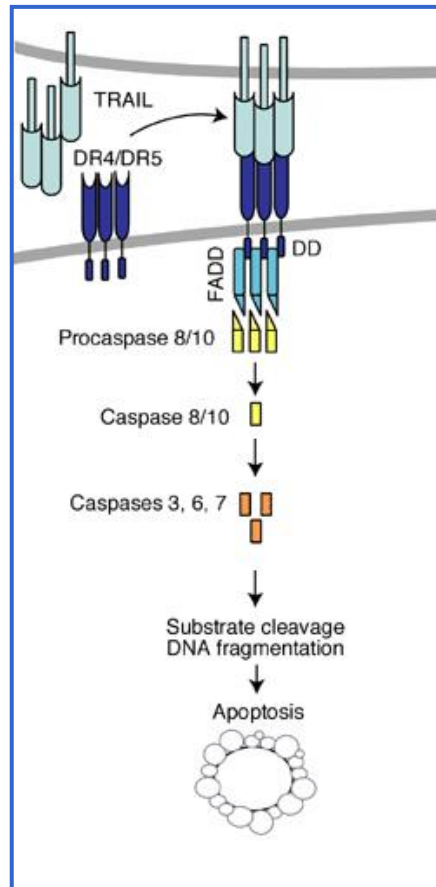 TRAIL
DR4/DR5
DD
FADD
Procaspase 8/10
Caspase 8/10
Caspases 3, 6, 7
Substrate cleavage
DNA fragmentation
Apoptosis